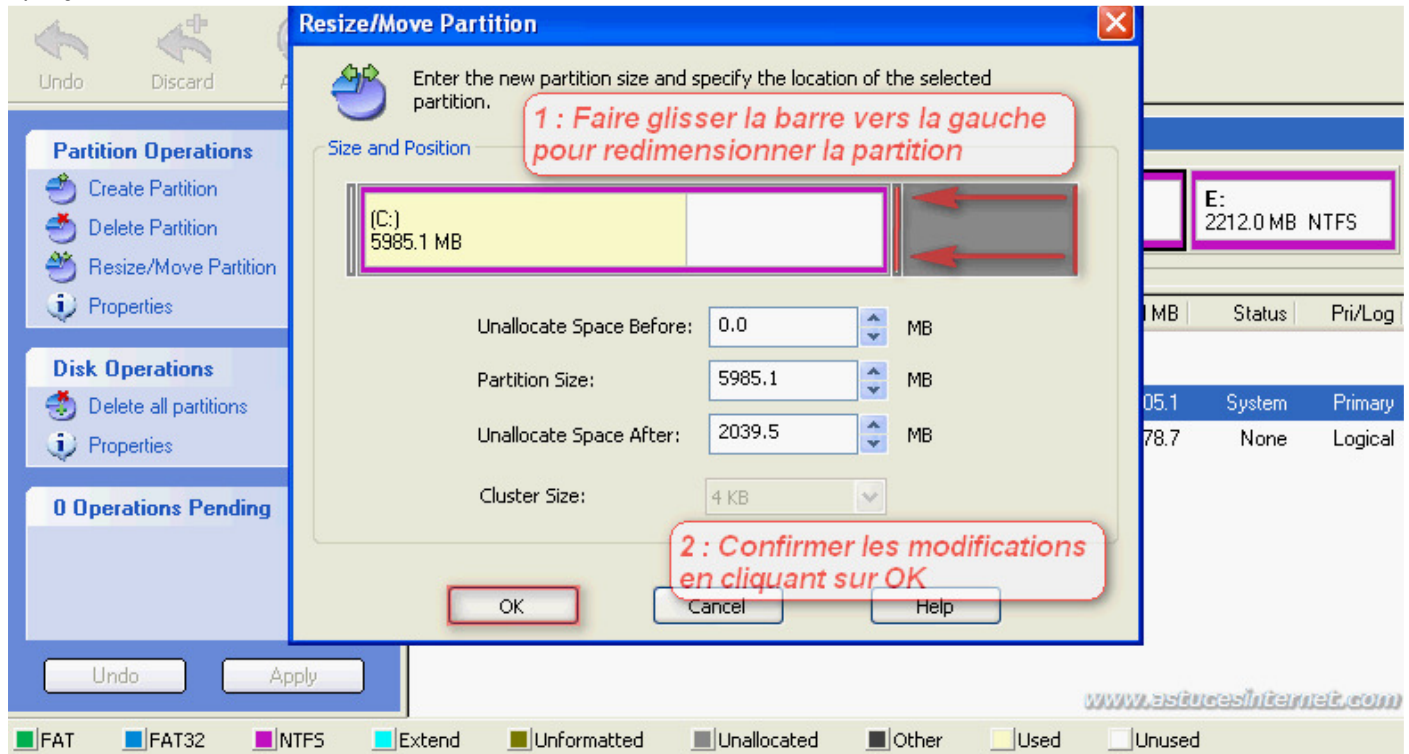 Resize/Move Partition
Undo
Discard
Enter the new partition size and specify the location of the selected
partition.
1 : Faire glisser la barre vers la gauche
pour redimensionner la partition
Partition Operations
Create Partition
Delete Partition
Resize/Move Partition
Properties
Disk Operations
Delete all partitions
Properties
0 Operations Pending
Undo
Apply
Size and Position
(C:)
5985.1 MB
Unallocate Space Before: 0.0 MB
Partition Size: 5985.1 MB
Unallocate Space After: 2039.5 MB
Cluster Size: 4 KB
2 : Confirmer les modifications
en cliquant sur OK
OK
Cancel
Help
E:
2212.0 MB NTFS
MB Status Pri/Log
05.1 System Primary
78.7 None Logical
www.astucesinternet.com
FAT
FAT32
NTFS
Extend
Unformatted
Unallocated
Other
Used
Unused